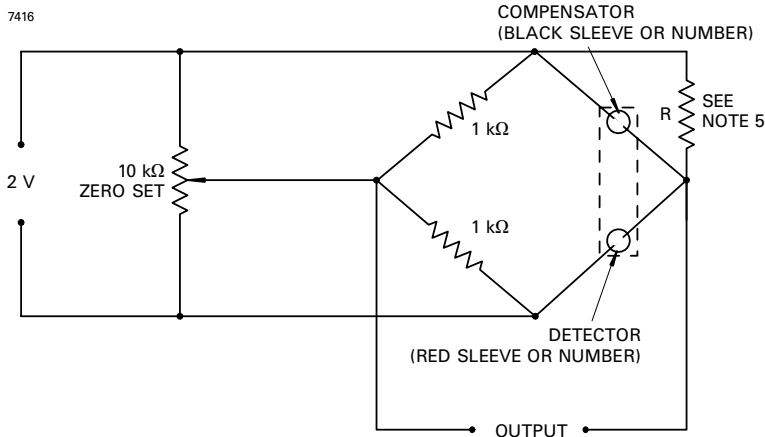 7416
COMPENSATOR
(BLACK SLEEVE OR NUMBER)
R
SEE
NOTE 5
1 kΩ
2 V
10 kΩ
ZERO SET
1 kΩ
DETECTOR
(RED SLEEVE OR NUMBER)
OUTPUT